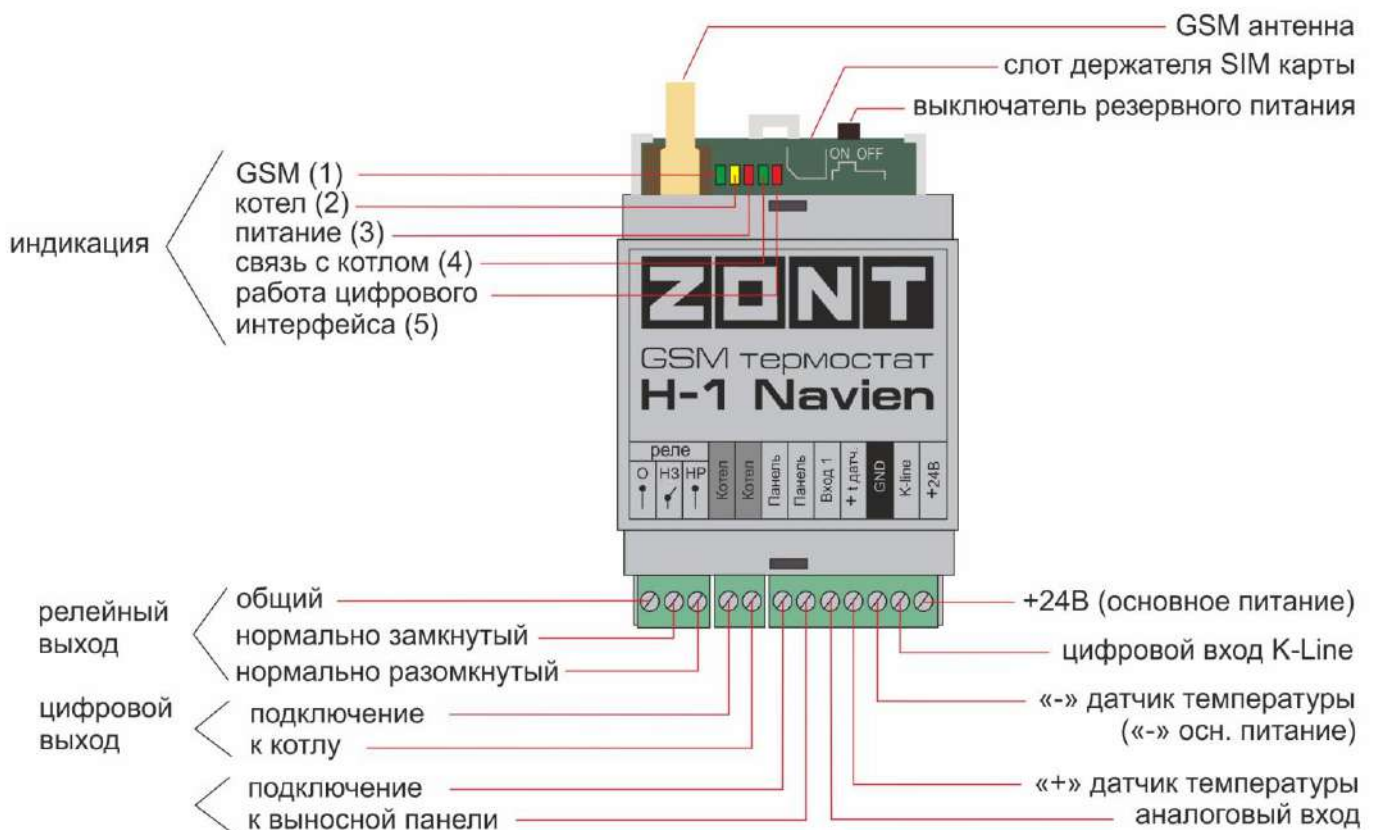 GSM антенна
слот держателя SIM карты
выключатель резервного питания
ON OFF
индикация
GSM (1)
котел (2)
питание (3)
связь с котлом (4)
работа цифрового
интерфейса (5)
ZONT
GSM термостат
H-1 Navien
реле
О НЗ НР
Котел
Котел
Панель
Панель
Вход 1
+ t датч.
GND
K-line
+24В
релейный
выход
общий
нормально замкнутый
нормально разомкнутый
цифровой
выход
подключение
к котлу
подключение
к выносной панели
+24В (основное питание)
цифровой вход K-Line
«-» датчик температуры
(«-» осн. питание)
«+» датчик температуры
аналоговый вход